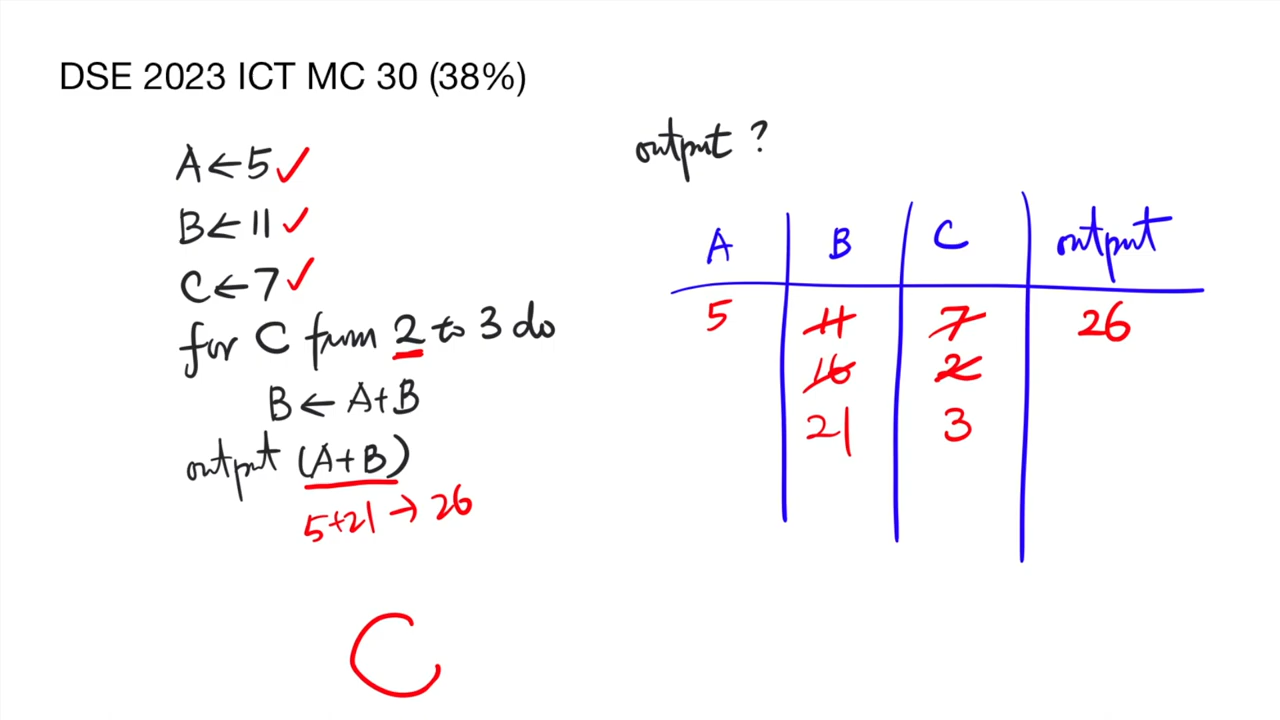 DSE 2023 ICT MC 30 (38%)
output ?
A ← 5 ✓
B ← 11 ✓
C ← 7 ✓
for C from 2 to 3 do
B ← A+B
output (A+B)
5+21 → 26
C
A B C output
5 11 7 26
16 2
21 3